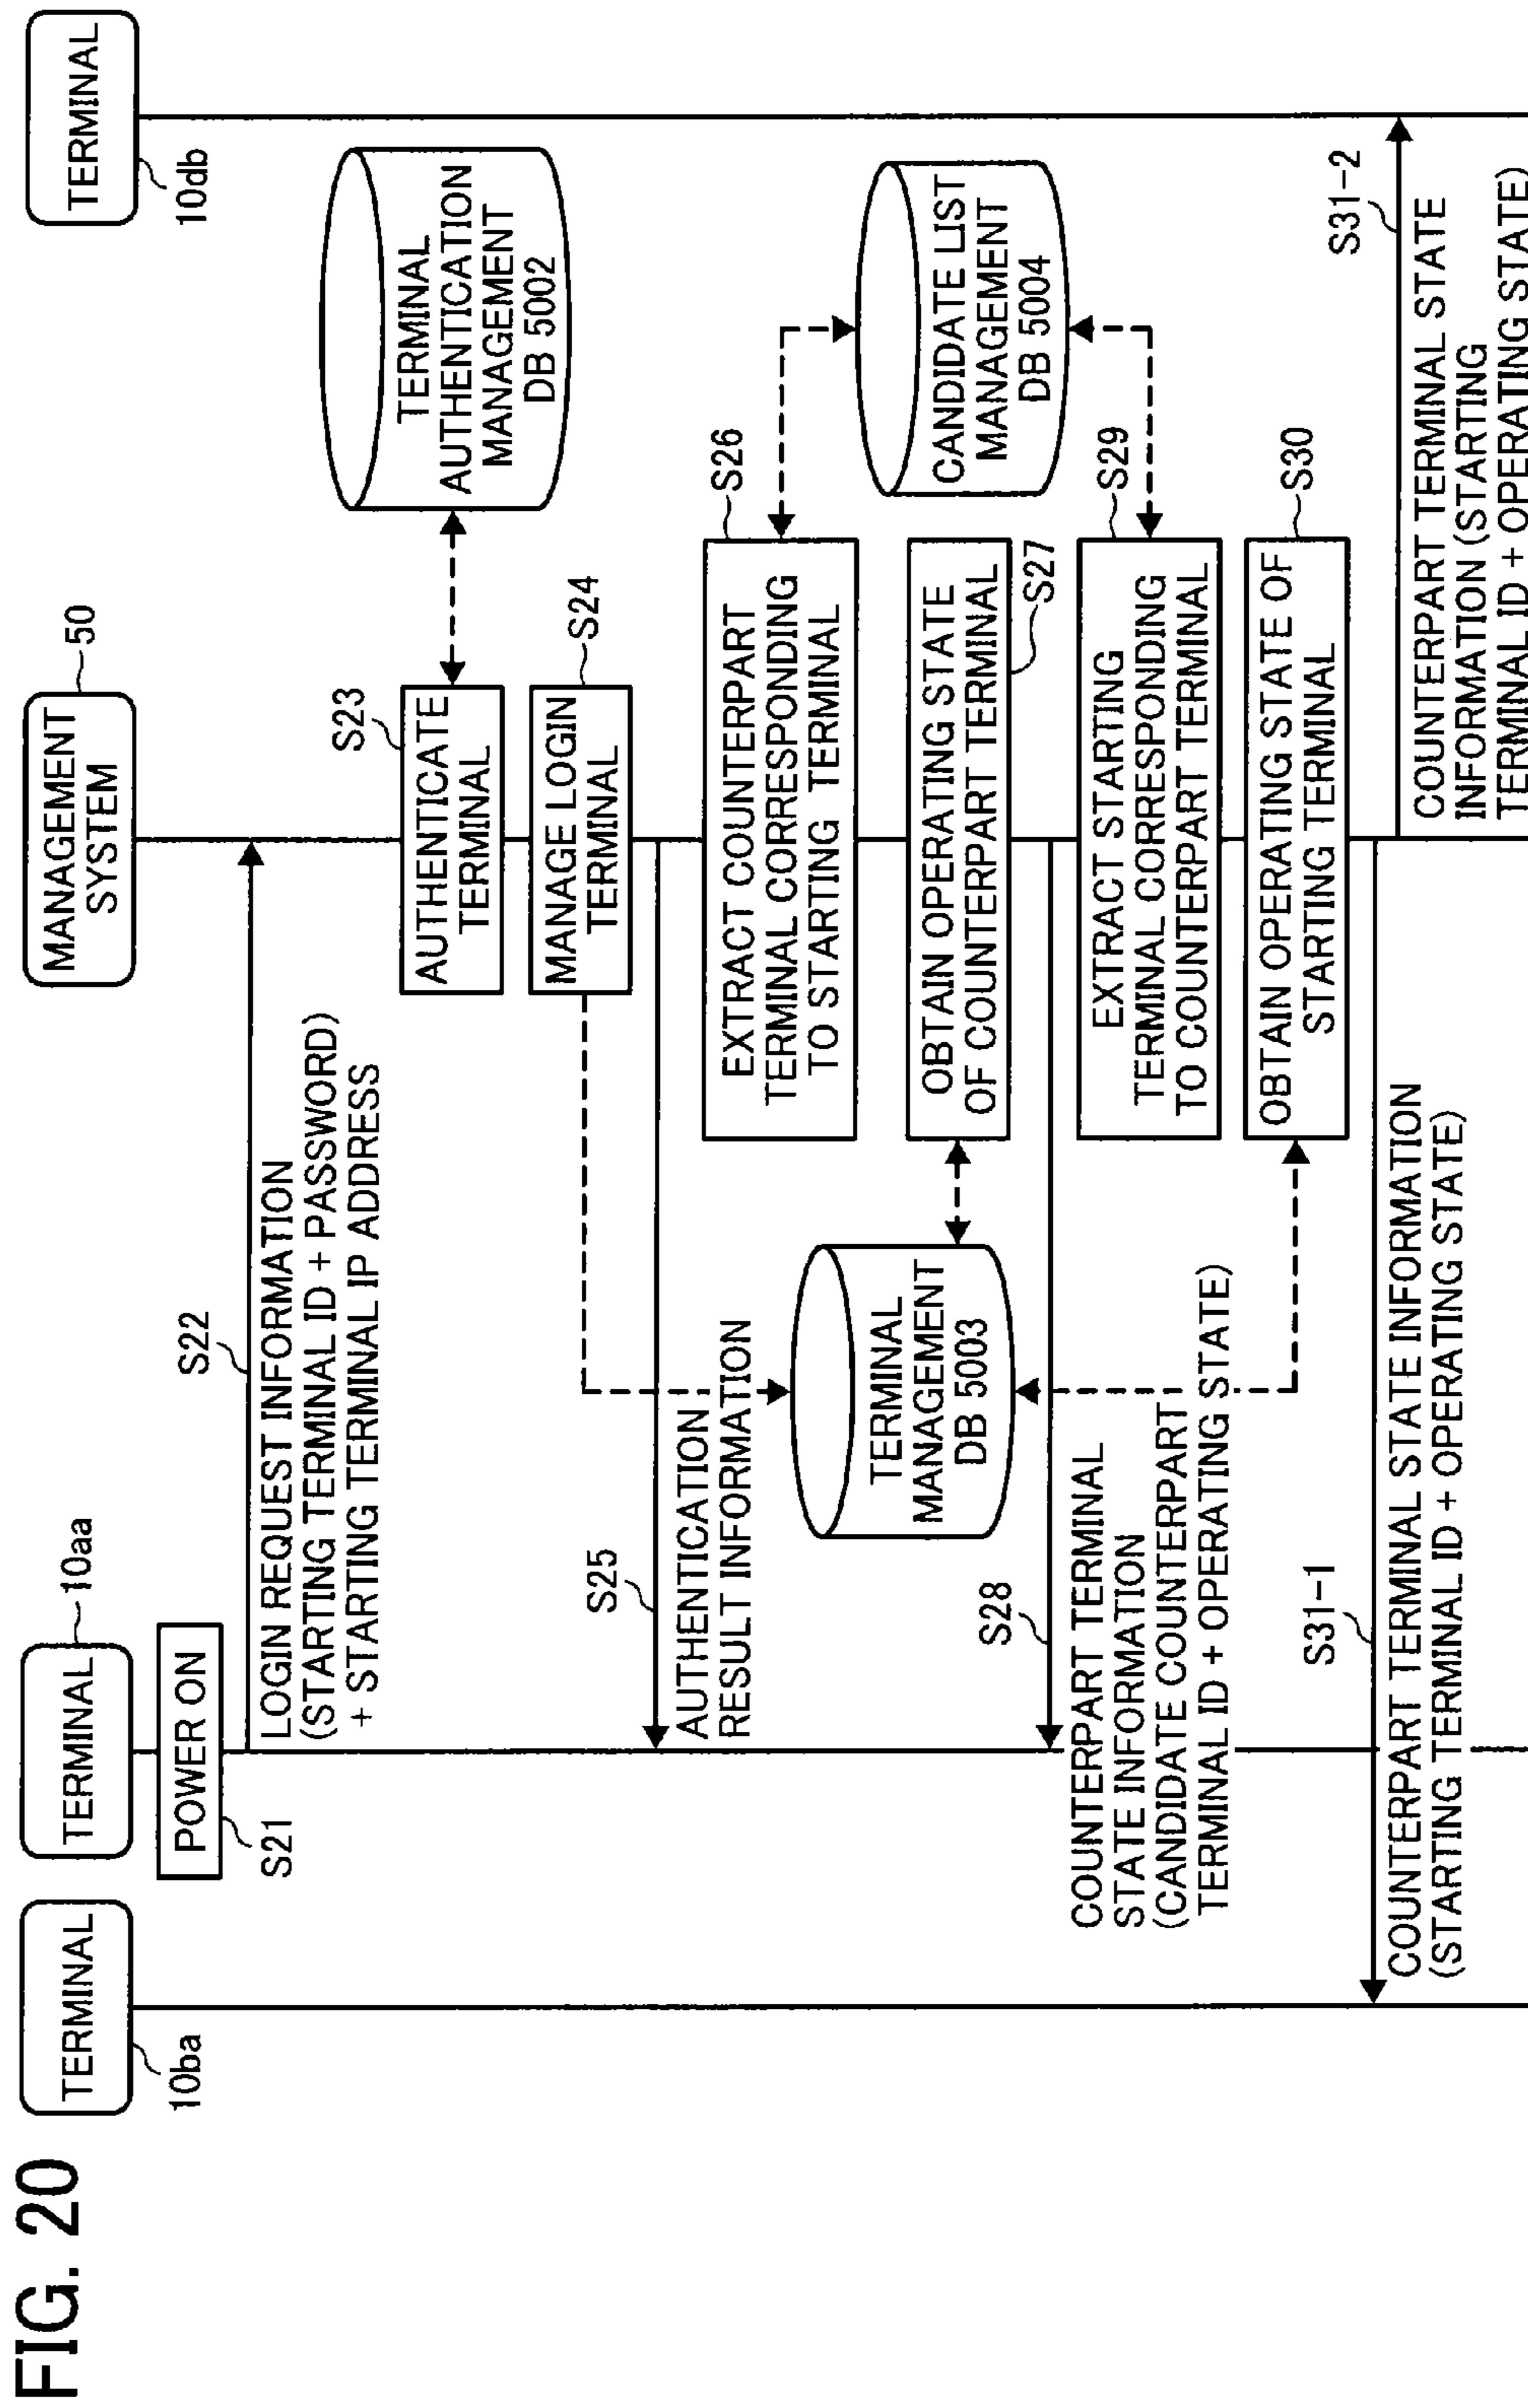 FIG. 20
TERMINAL
10ba
TERMINAL
10aa
MANAGEMENT
SYSTEM
50
TERMINAL
10db
POWER ON
S21
S22
LOGIN REQUEST INFORMATION
(STARTING TERMINAL ID + PASSWORD)
+ STARTING TERMINAL IP ADDRESS
S23
AUTHENTICATE
TERMINAL
TERMINAL
AUTHENTICATION
MANAGEMENT
DB 5002
MANAGE LOGIN
TERMINAL
S24
S25
AUTHENTICATION
RESULT INFORMATION
EXTRACT COUNTERPART
TERMINAL CORRESPONDING
TO STARTING TERMINAL
S26
CANDIDATE LIST
MANAGEMENT
DB 5004
TERMINAL
MANAGEMENT
DB 5003
OBTAIN OPERATING STATE
OF COUNTERPART TERMINAL
S27
S28
COUNTERPART TERMINAL
STATE INFORMATION
(CANDIDATE COUNTERPART
TERMINAL ID + OPERATING STATE)
EXTRACT STARTING
TERMINAL CORRESPONDING
TO COUNTERPART TERMINAL
S29
OBTAIN OPERATING STATE OF
STARTING TERMINAL
S30
S31-1
COUNTERPART TERMINAL STATE INFORMATION
(STARTING TERMINAL ID + OPERATING STATE)
S31-2
COUNTERPART TERMINAL STATE
INFORMATION (STARTING
TERMINAL ID + OPERATING STATE)